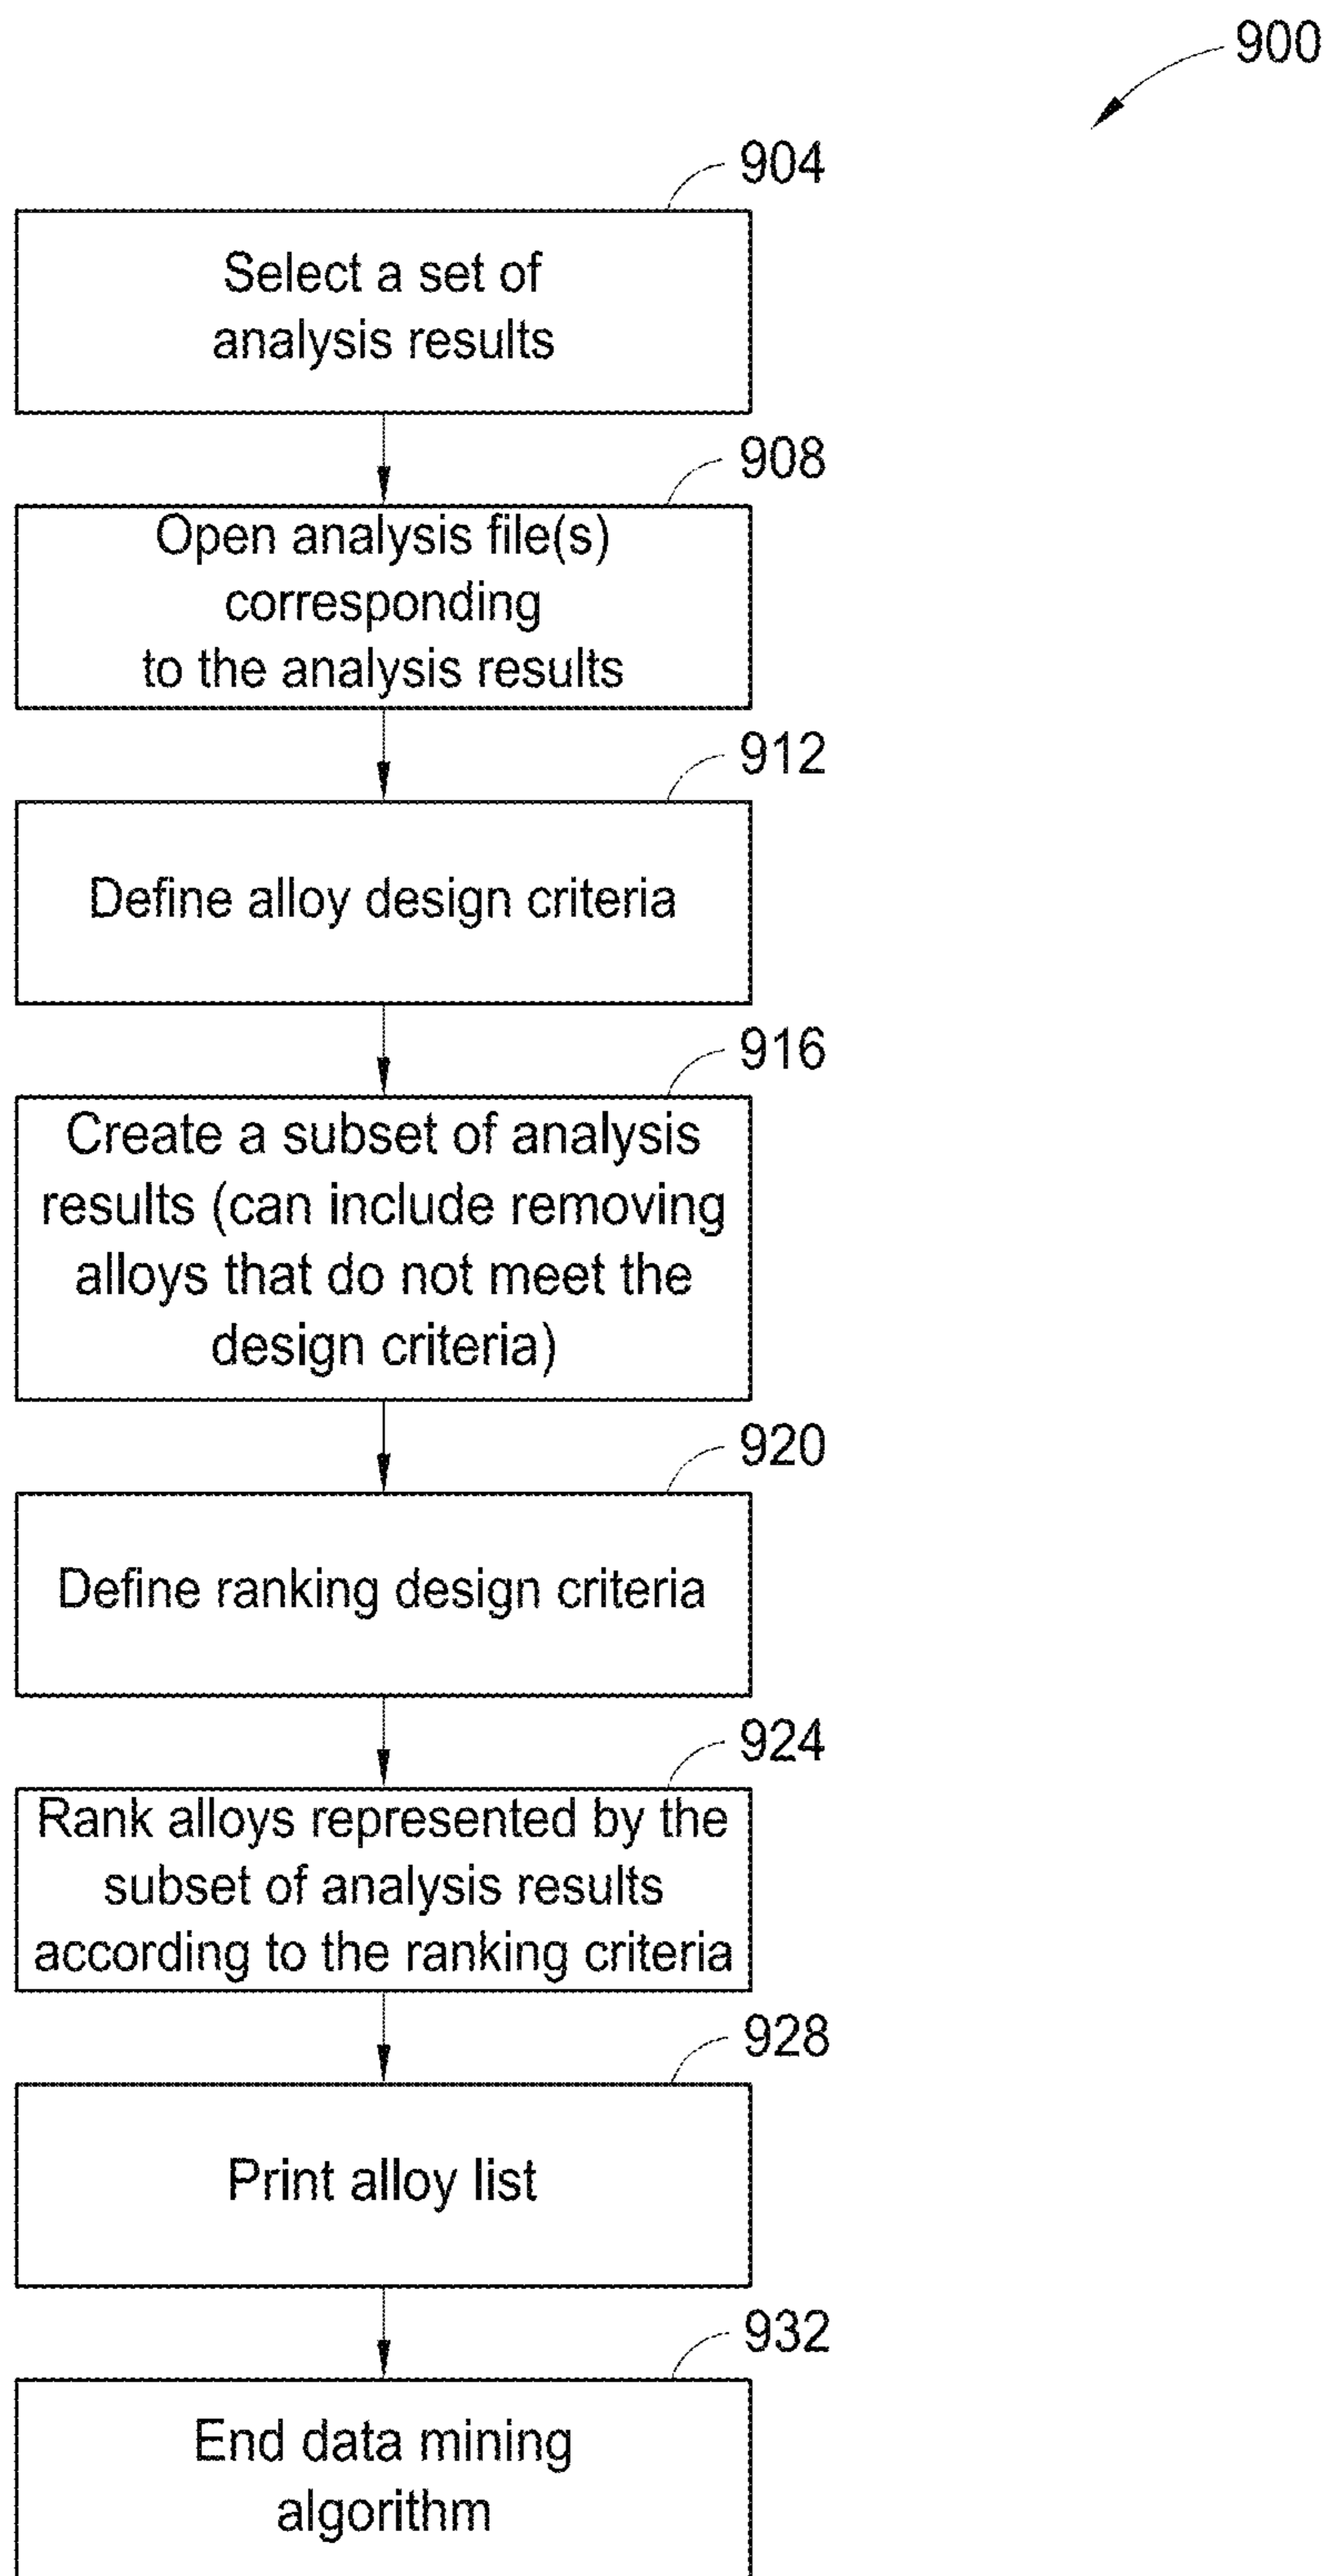 900
904
Select a set of
analysis results
908
Open analysis file(s)
corresponding
to the analysis results
912
Define alloy design criteria
916
Create a subset of analysis
results (can include removing
alloys that do not meet the
design criteria)
920
Define ranking design criteria
924
Rank alloys represented by the
subset of analysis results
according to the ranking criteria
928
Print alloy list
932
End data mining
algorithm